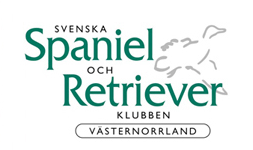 SVENSKA
Spaniel
OCH
Retriever
KLUBBEN
VÄSTERNORRLAND